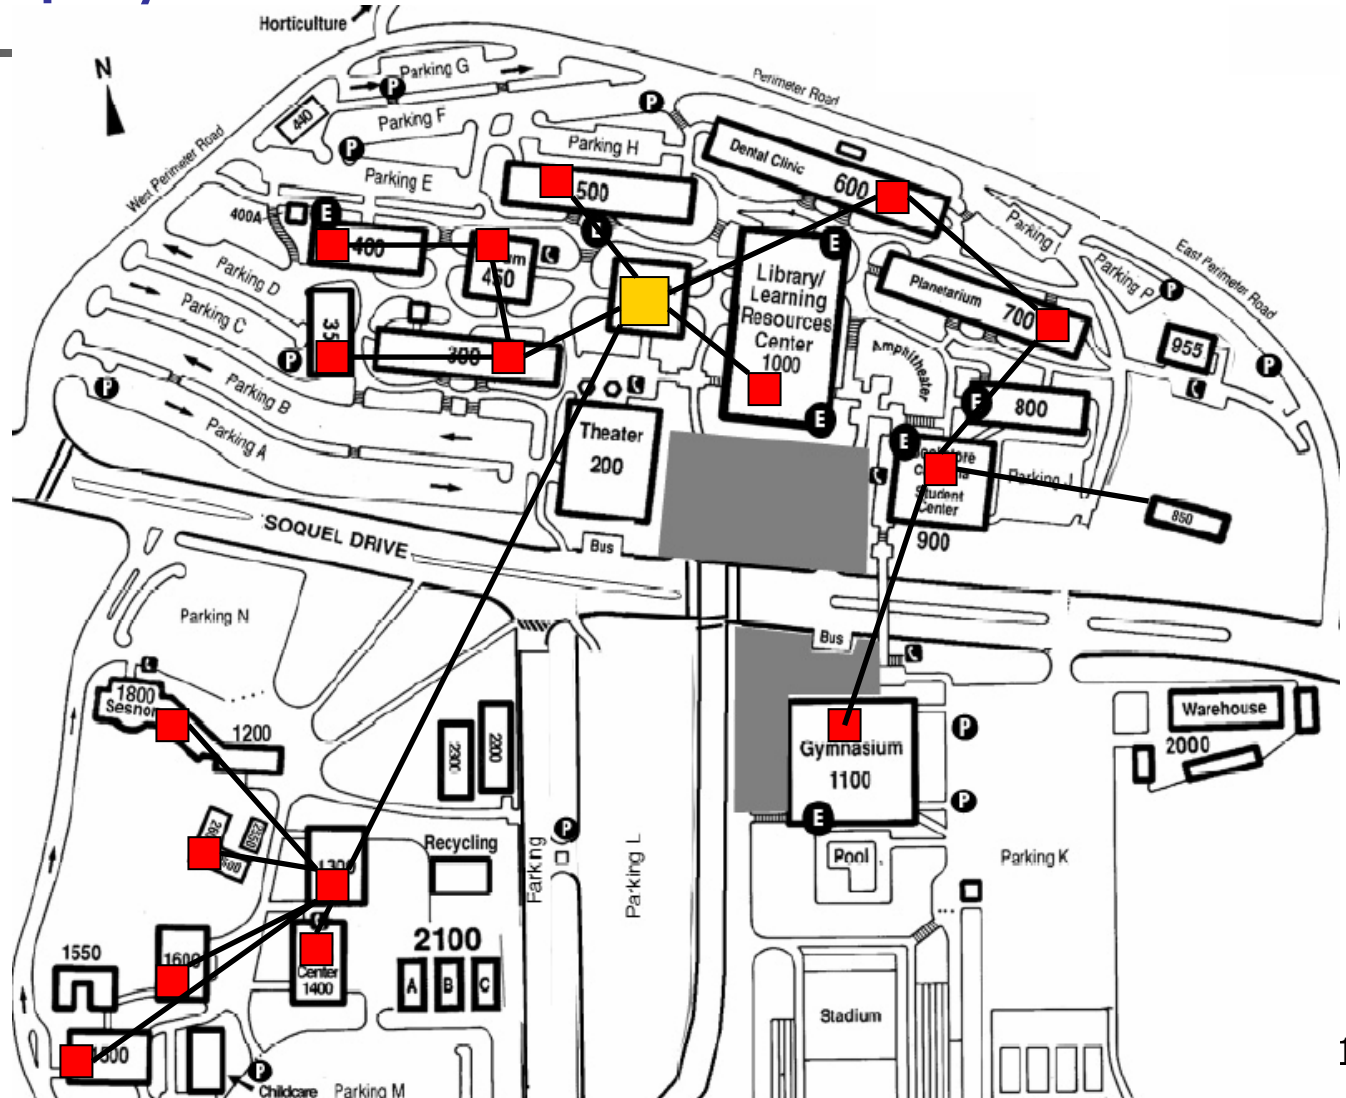 Horticulture
N
Parking G
P
Perimeter Road
440
Parking F
P
P
West Perimeter Road
Parking H
Dental Clinic
600
Parking E
500
400A
E
400
450
E
Parking I
East Perimeter Road
Parking D
Library/
Learning
Resources
Center
1000
Planetarium
700
Parking P
P
Parking C
955
P
300
Amphitheater
P
P
Parking B
E
800
E
E
Parking A
Theater
200
Student
Center
Parking J
850
900
SOQUEL DRIVE
Bus
Parking N
Bus
1800
1200
2300
2200
Warehouse
2000
P
Gymnasium
1100
P
E
2550
1300
Recycling
P
Parking
Parking L
Pool
Parking K
1550
1600
Center
1400
2100
A
B
C
Stadium
1500
P
Childcare
Parking M
1